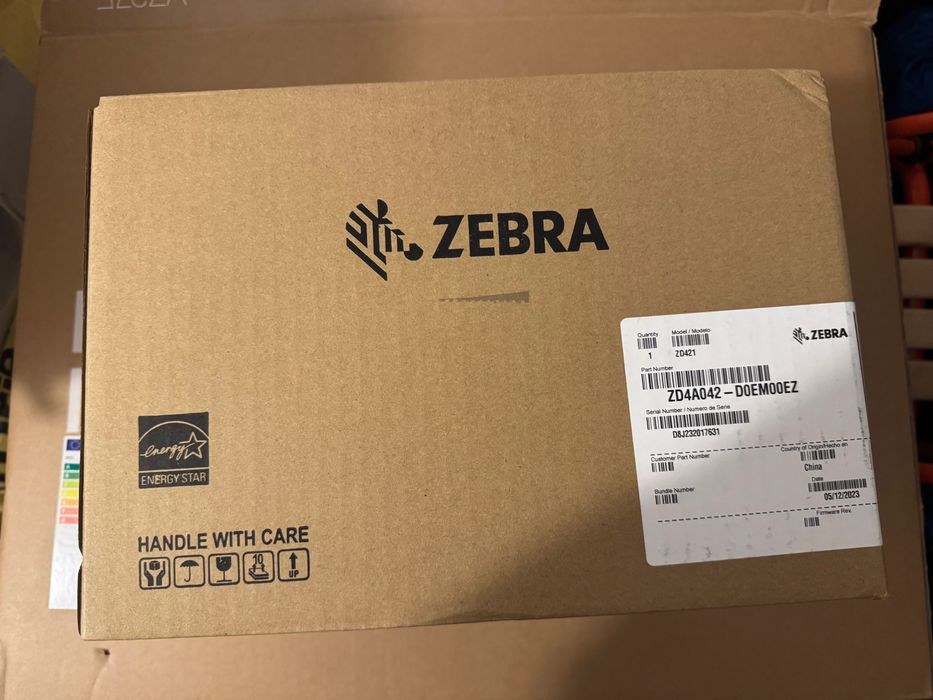 ZEBRA
Quantity
1
Model / Modelo
ZD421
ZEBRA
Part Number
ZD4A042-D0EM00EZ
Serial Number / Numero de Serie
D8J232017631
Customer Part Number
Country of Origin/Hecho en
China
Bundle Number
Date
05/12/2023
Firmware Rev.
energy
ENERGY STAR
HANDLE WITH CARE
10
UP